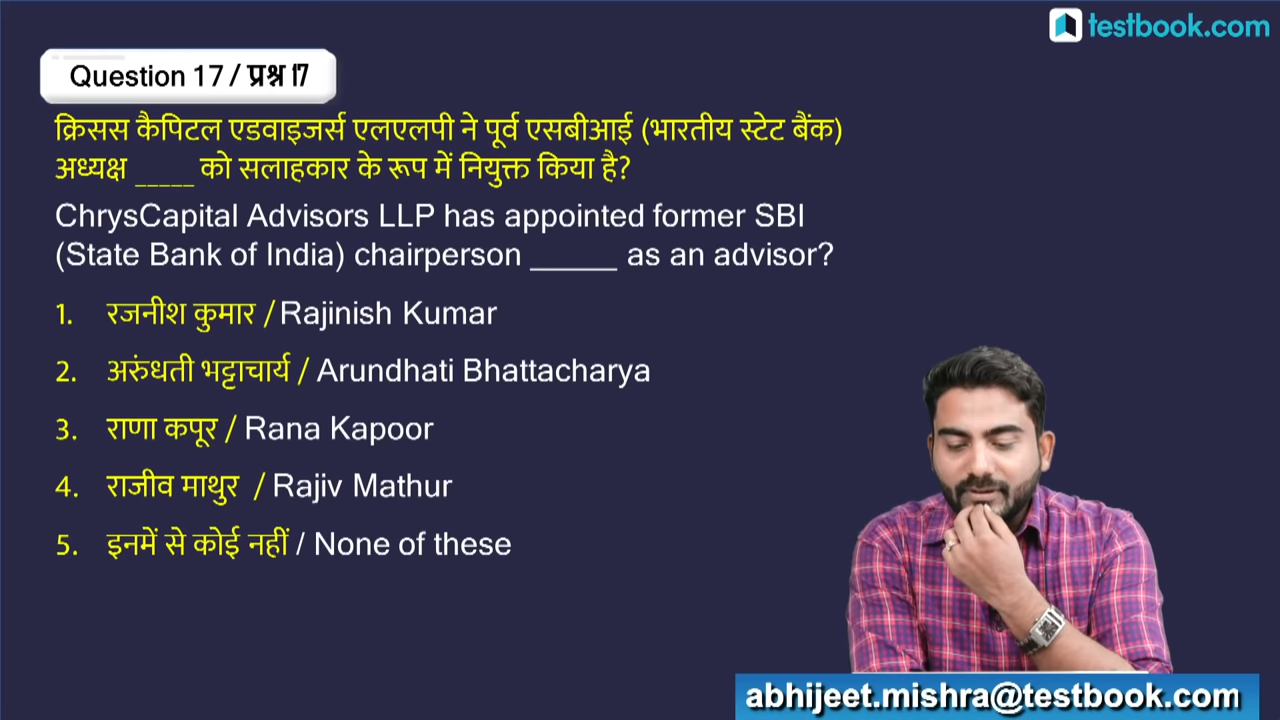 testbook.com
Question 17 / प्रश्न 17
क्रिसस कैपिटल एडवाइजर्स एलएलपी ने पूर्व एसबीआई (भारतीय स्टेट बैंक)
अध्यक्ष _____ को सलाहकार के रूप में नियुक्त किया है?
ChrysCapital Advisors LLP has appointed former SBI
(State Bank of India) chairperson _____ as an advisor?
1. रजनीश कुमार / Rajinish Kumar
2. अरुंधती भट्टाचार्य / Arundhati Bhattacharya
3. राणा कपूर / Rana Kapoor
4. राजीव माथुर / Rajiv Mathur
5. इनमें से कोई नहीं / None of these
abhijeet.mishra@testbook.com